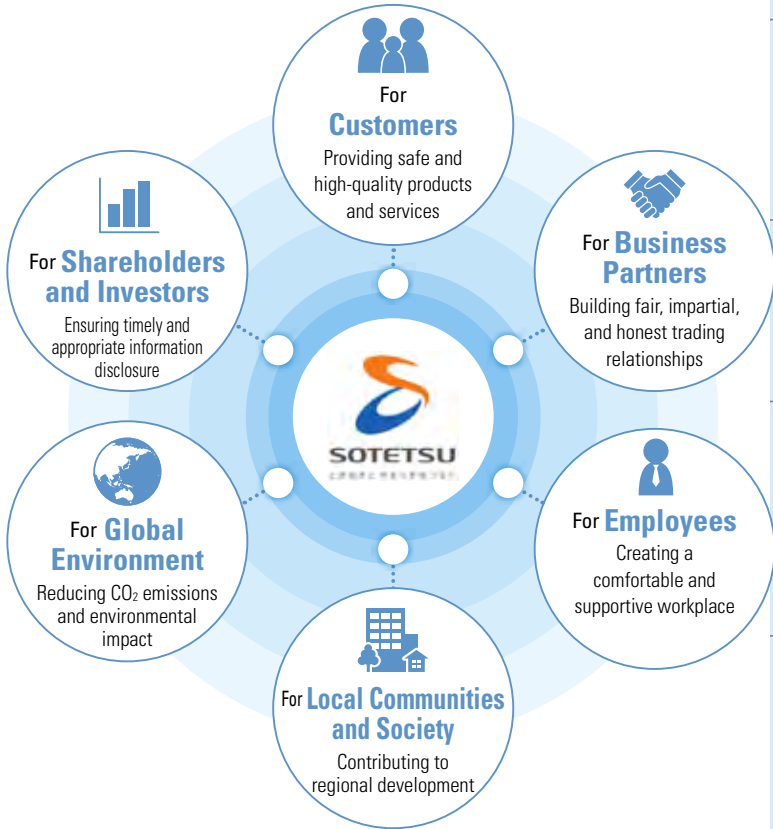 For
Customers
Providing safe and
high-quality products
and services
For Business
Partners
Building fair, impartial,
and honest trading
relationships
For Employees
Creating a
comfortable and
supportive workplace
For Local Communities
and Society
Contributing to
regional development
For Global
Environment
Reducing CO₂ emissions
and environmental
impact
For Shareholders
and Investors
Ensuring timely and
appropriate information
disclosure
SOTETSU